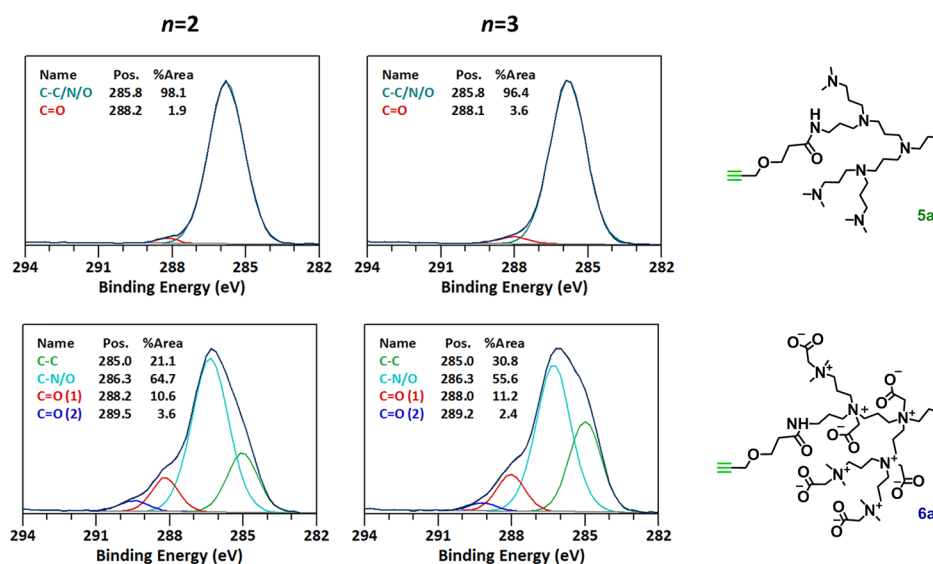 n=2
n=3
Name Pos. %Area
C-C/N/O 285.8 98.1
C=O 288.2 1.9
294 291 288 285 282
Binding Energy (eV)
Name Pos. %Area
C-C/N/O 285.8 96.4
C=O 288.1 3.6
294 291 288 285 282
Binding Energy (eV)
N
N
N
H
N
O
O
N
N
N
5a
Name Pos. %Area
C-C 285.0 21.1
C-N/O 286.3 64.7
C=O (1) 288.2 10.6
C=O (2) 289.5 3.6
294 291 288 285 282
Binding Energy (eV)
Name Pos. %Area
C-C 285.0 30.8
C-N/O 286.3 55.6
C=O (1) 288.0 11.2
C=O (2) 289.2 2.4
294 291 288 285 282
Binding Energy (eV)
O
O−
N+
O
O−
NH
N+
N+
O−
O
O
O
O−
O
N+
N+
O
O−
O−
O
N+
6a